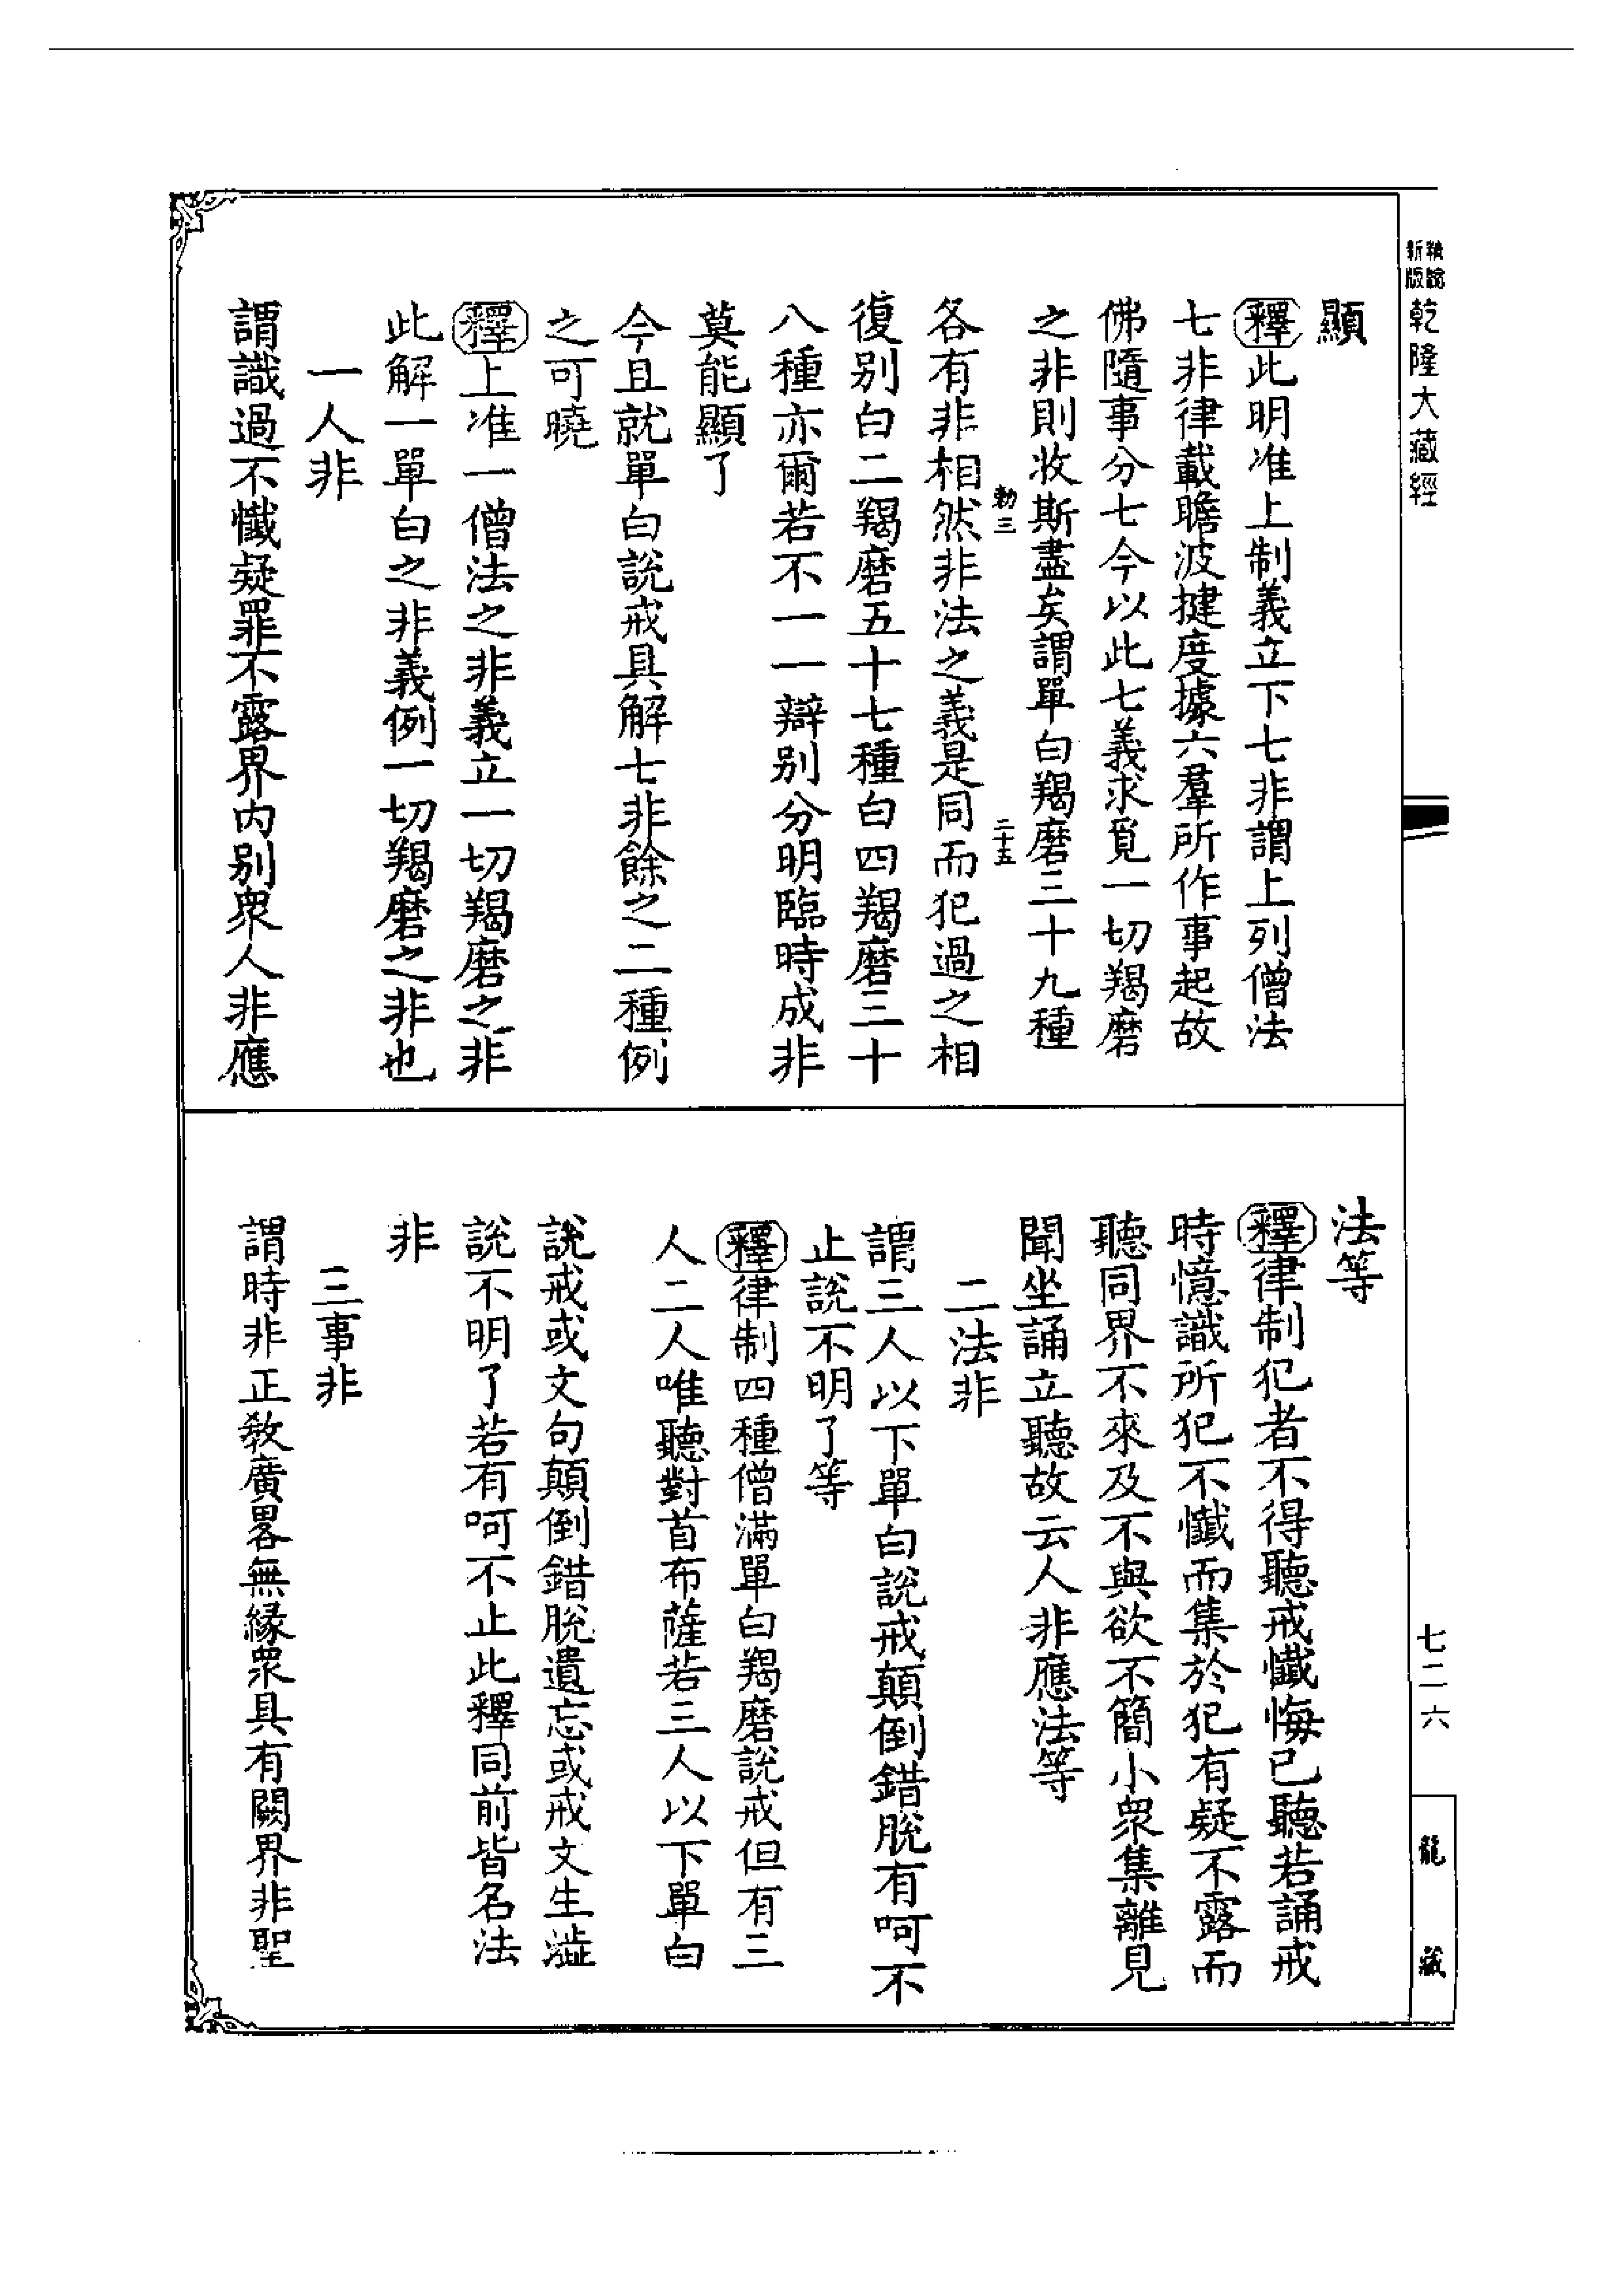 新版 精縮 乾隆大藏經
七二六
龍藏
顯
釋此明准上制義立下七非謂上列僧法
七非律載瞻波揵度據六羣所作事起故
佛隨事分七今以此七義求覓一切羯磨
之非則收斯盡矣謂單白羯磨三十九種
勅三 二十五
各有非相然非法之義是同而犯過之相
復别白二羯磨五十七種白四羯磨三十
八種亦爾若不一一辯别分明臨時成非
莫能顯了
今且就單白說戒具解七非餘之二種例
之可曉
釋上准一僧法之非義立一切羯磨之非
此解一單白之非義例一切羯磨之非也
一人非
謂識過不懺疑罪不露界内别衆人非應
法等
釋律制犯者不得聽戒懺悔已聽若誦戒
時憶識所犯不懺而集於犯有疑不露而
聽同界不來及不與欲不簡小衆集離見
聞坐誦立聽故云人非應法等
二法非
謂三人以下單白說戒顛倒錯脫有呵不
止說不明了等
釋律制四種僧滿單白羯磨說戒但有三
人二人唯聽對首布薩若三人以下單白
說戒或文句顛倒錯脫遺忘或戒文生澁
說不明了若有呵不止此釋同前皆名法
非
三事非
謂時非正敎廣畧無緣衆具有闕界非聖